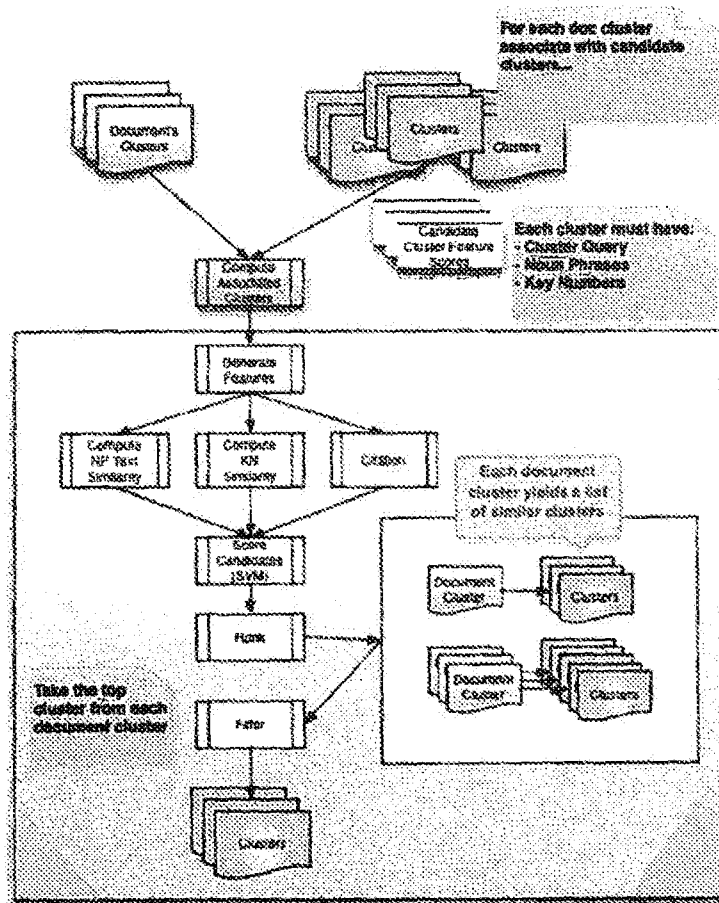 For each doc cluster
associate with candidate
clusters...
Document's
Clusters
Clusters
Clusters
Clusters
Candidate
Cluster Feature
Scores
Each cluster must have:
- Cluster Query
- Noun Phrases
- Key Numbers
Compute
Associated
Clusters
Generate
Features
Compute
NP Text
Similarity
Compute
KN
Similarity
Citation
Each document
cluster yields a list
of similar clusters
Score
Candidates
(SVM)
Document
Cluster
Clusters
Rank
Document
Cluster
Clusters
Take the top
cluster from each
document cluster
Filter
Clusters